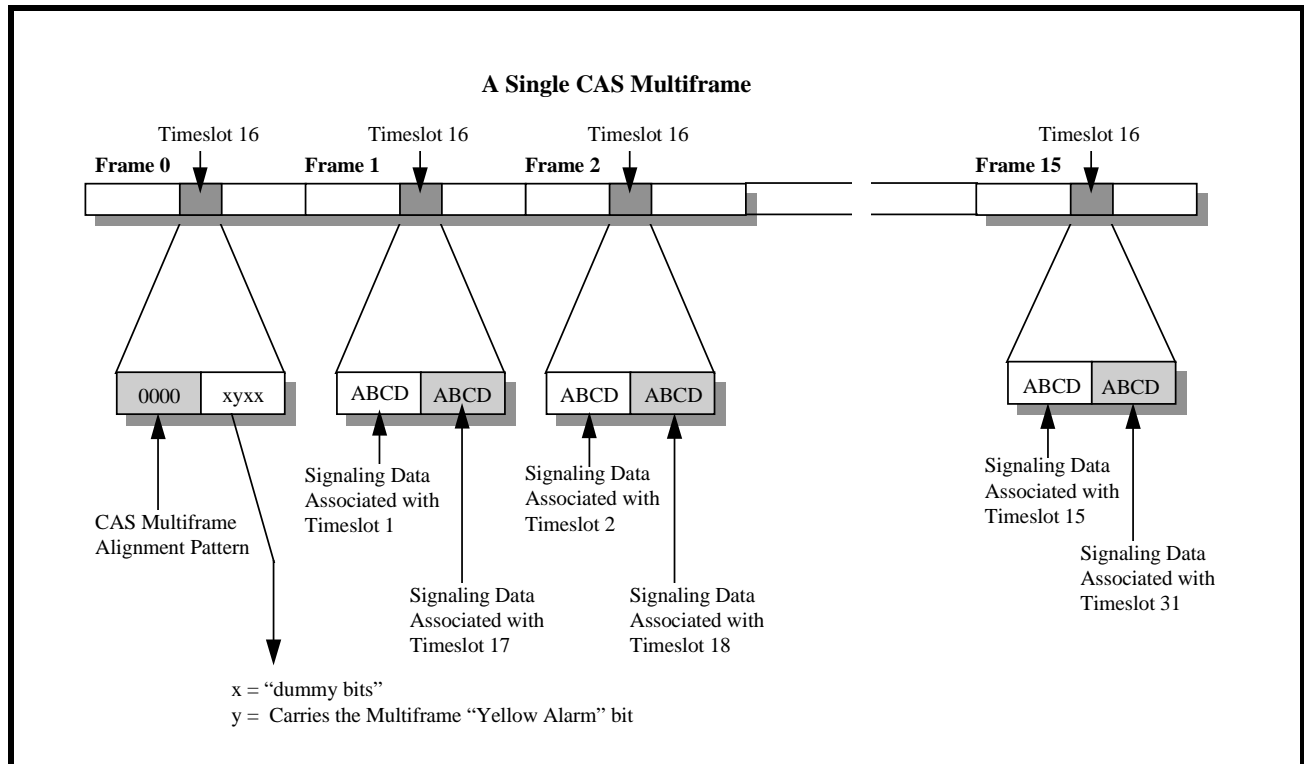 A Single CAS Multiframe
Timeslot 16
Timeslot 16
Timeslot 16
Timeslot 16
Frame 0
Frame 1
Frame 2
Frame 15
0000
xyxx
ABCD
ABCD
ABCD
ABCD
ABCD
ABCD
CAS Multiframe
Alignment Pattern
Signaling Data
Associated with
Timeslot 1
Signaling Data
Associated with
Timeslot 17
Signaling Data
Associated with
Timeslot 2
Signaling Data
Associated with
Timeslot 18
Signaling Data
Associated with
Timeslot 15
Signaling Data
Associated with
Timeslot 31
x = “dummy bits”
y =  Carries the Multiframe “Yellow Alarm” bit